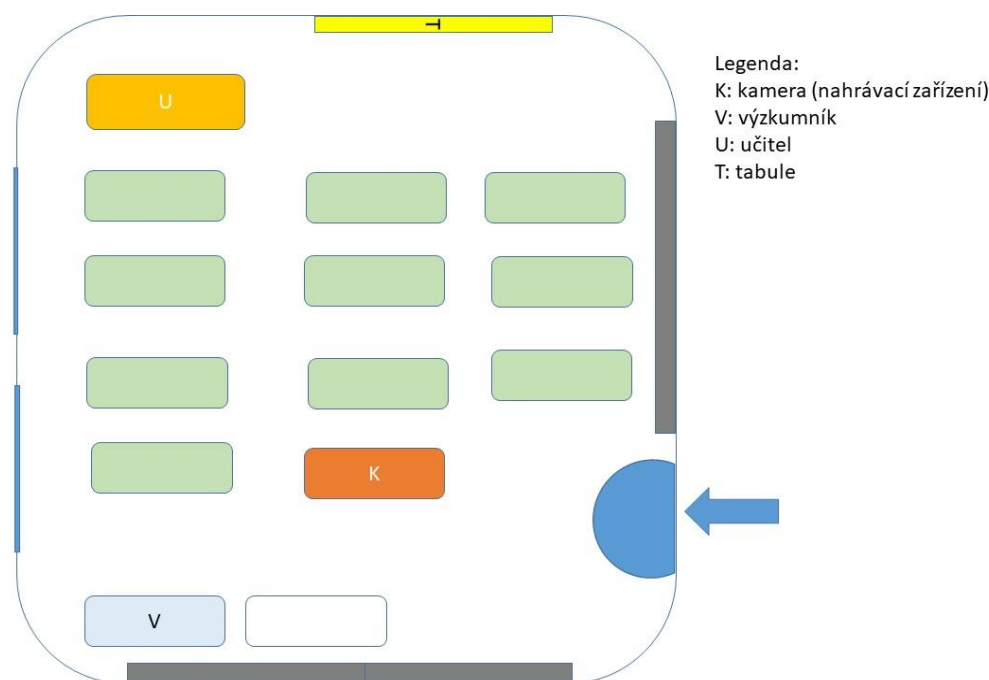 T
U
Legenda:
K: kamera (nahrávací zařízení)
V: výzkumník
U: učitel
T: tabule
K
V